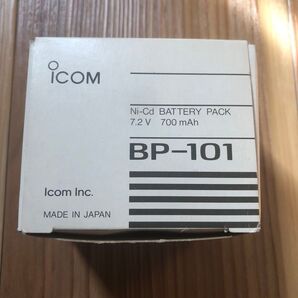 ICOM
Ni-Cd BATTERY PACK
7.2 V 700 mAh
BP-101
Icom Inc.
MADE IN JAPAN